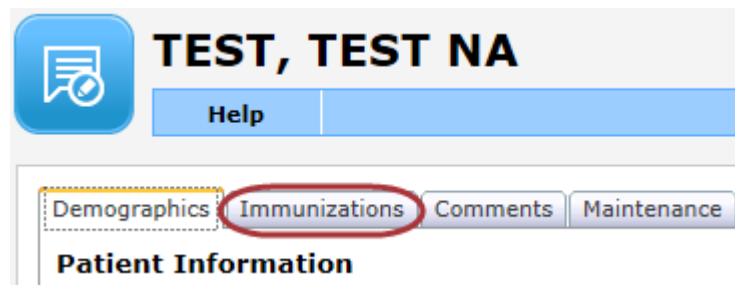 TEST, TEST NA
Help
Demographics Immunizations Comments Maintenance
Patient Information